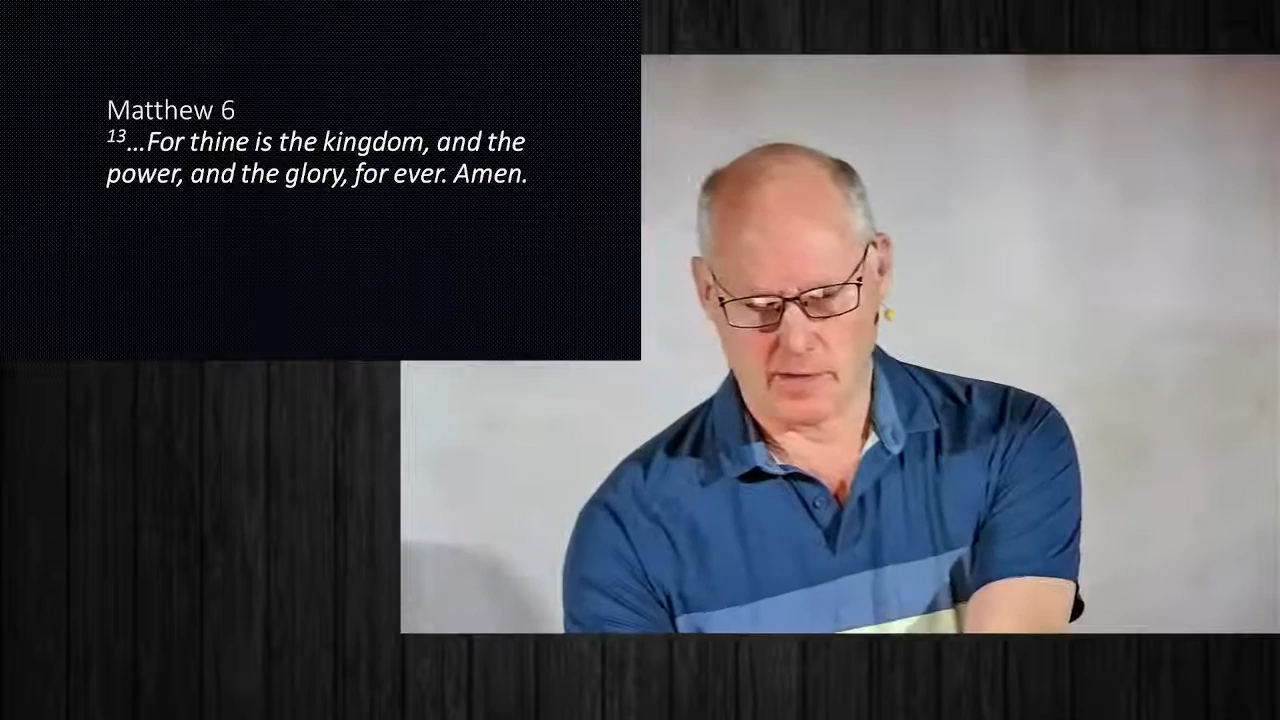 Matthew 6
13...For thine is the kingdom, and the
power, and the glory, for ever. Amen.